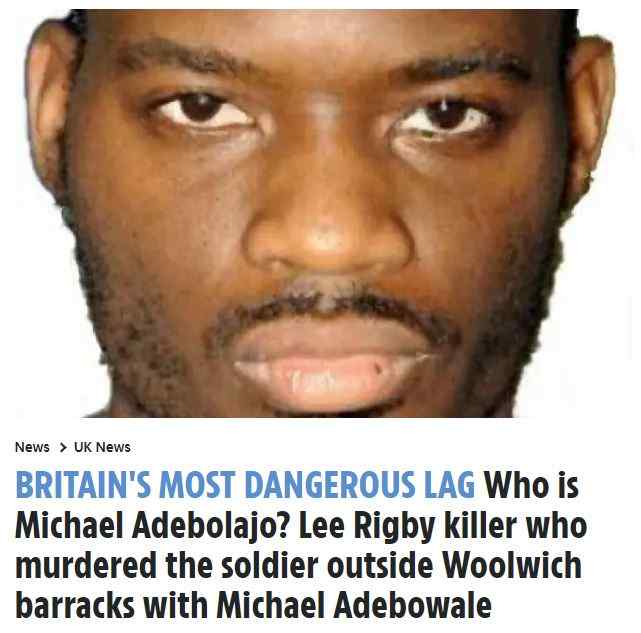 News > UK News
BRITAIN'S MOST DANGEROUS LAG Who is
Michael Adebolajo? Lee Rigby killer who
murdered the soldier outside Woolwich
barracks with Michael Adebowale